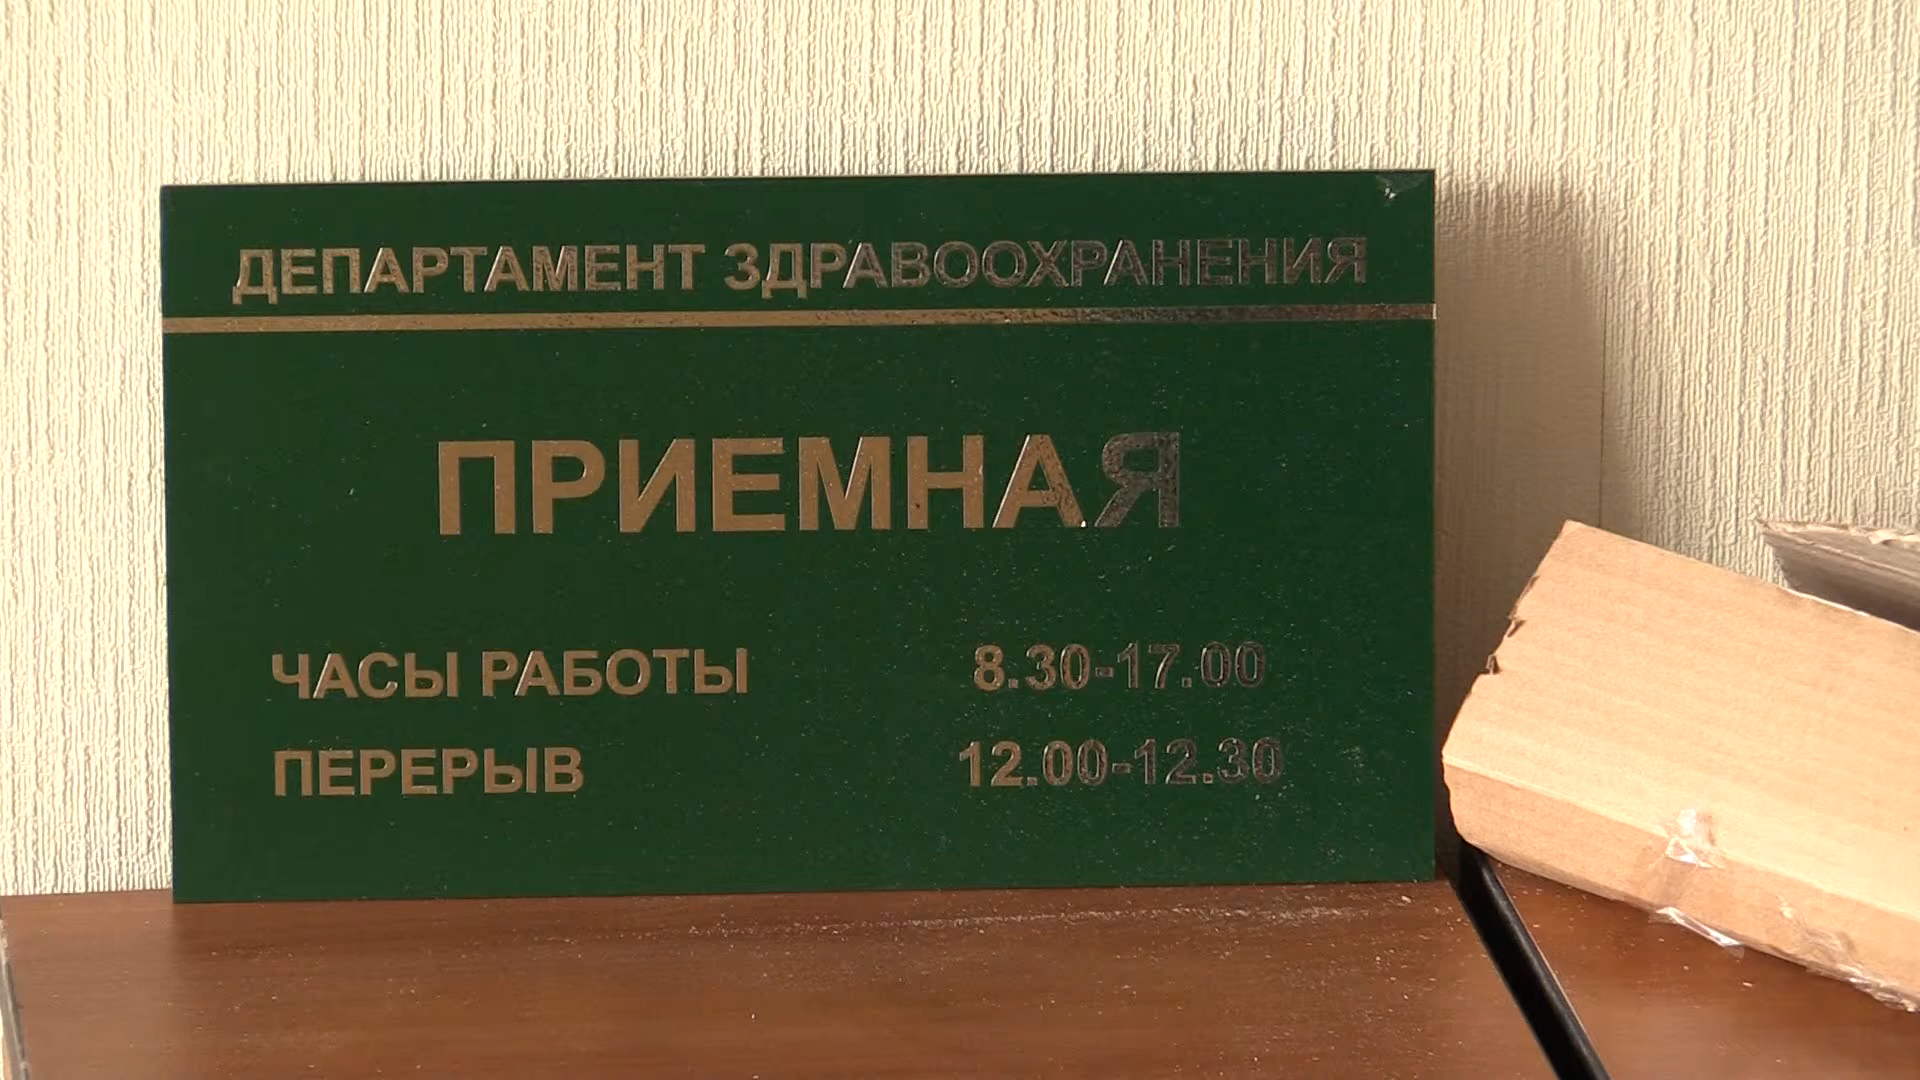 ДЕПАРТАМЕНТ ЗДРАВООХРАНЕНИЯ
ПРИЕМНАЯ
ЧАСЫ РАБОТЫ 8.30-17.00
ПЕРЕРЫВ 12.00-12.30